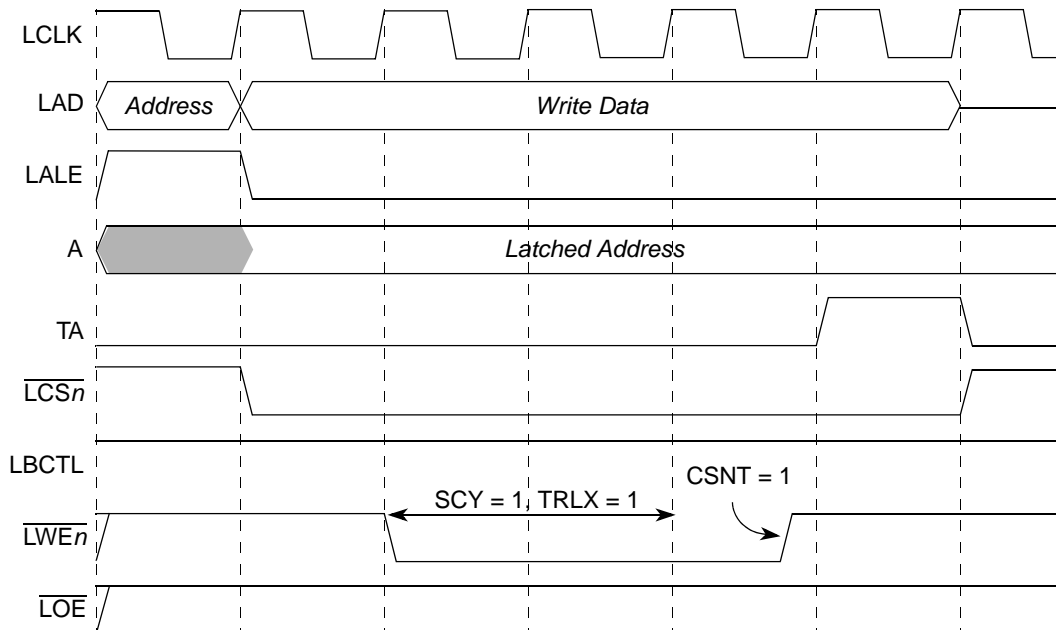 LCLK
LAD Address Write Data
LALE
A Latched Address
TA
LCSn
LBCTL
CSNT = 1
SCY = 1, TRLX = 1
LWEn
LOE